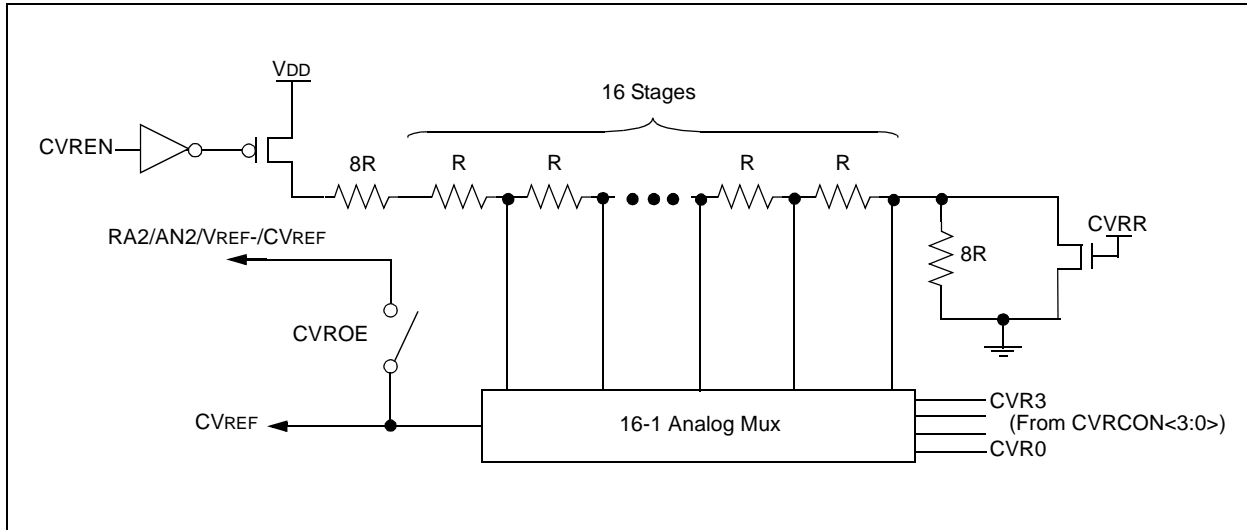 VDD
16 Stages
CVREN
8R
R
R
R
R
RA2/AN2/VREF-/CVREF
CVRR
8R
CVROE
CVREF
16-1 Analog Mux
CVR3
(From CVRCON<3:0>)
CVR0